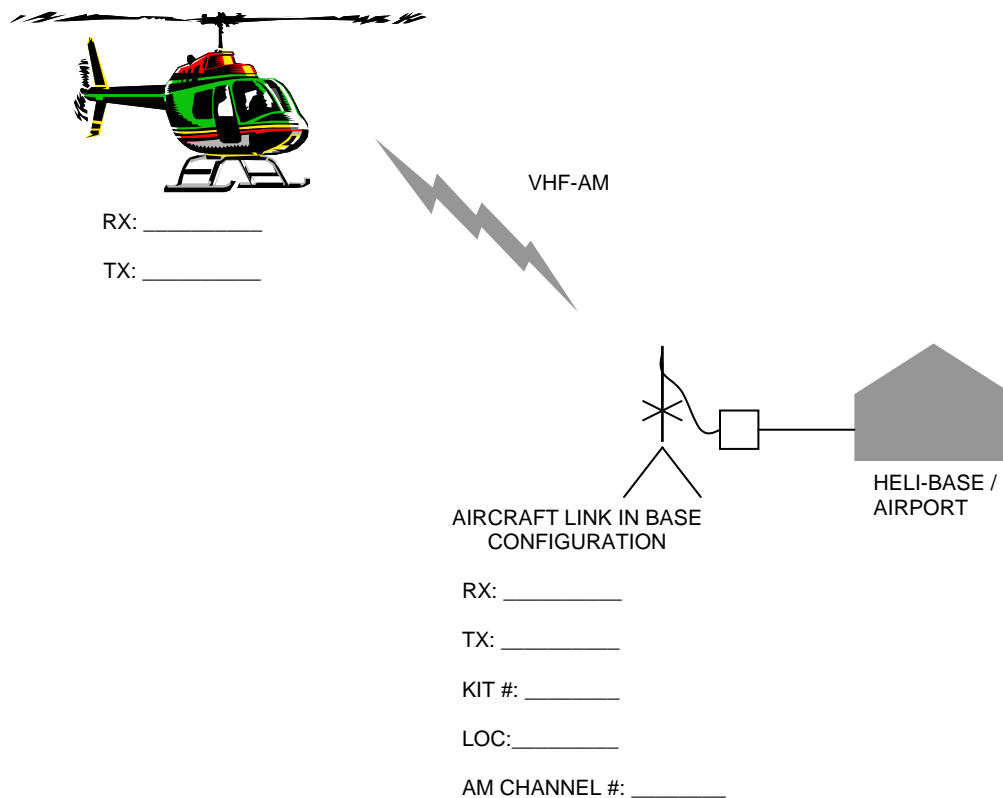 VHF-AM
RX: __________
TX: __________
HELI-BASE /
AIRPORT
AIRCRAFT LINK IN BASE
CONFIGURATION
RX: __________
TX: __________
KIT #: ________
LOC:_________
AM CHANNEL #: ________